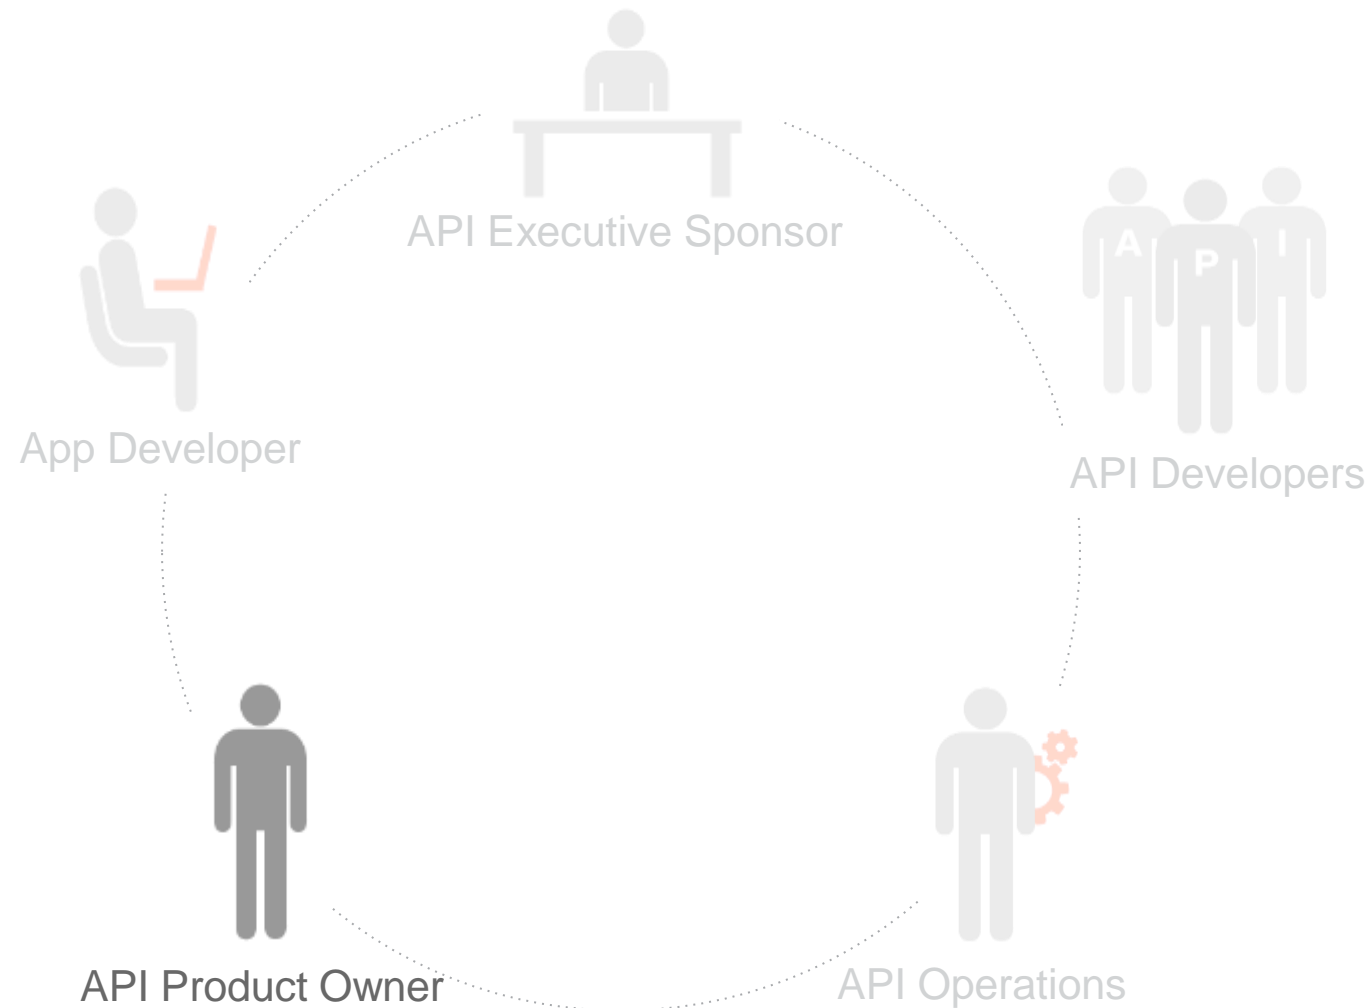 API Executive Sponsor
A P I
App Developer
API Developers
API Product Owner
API Operations